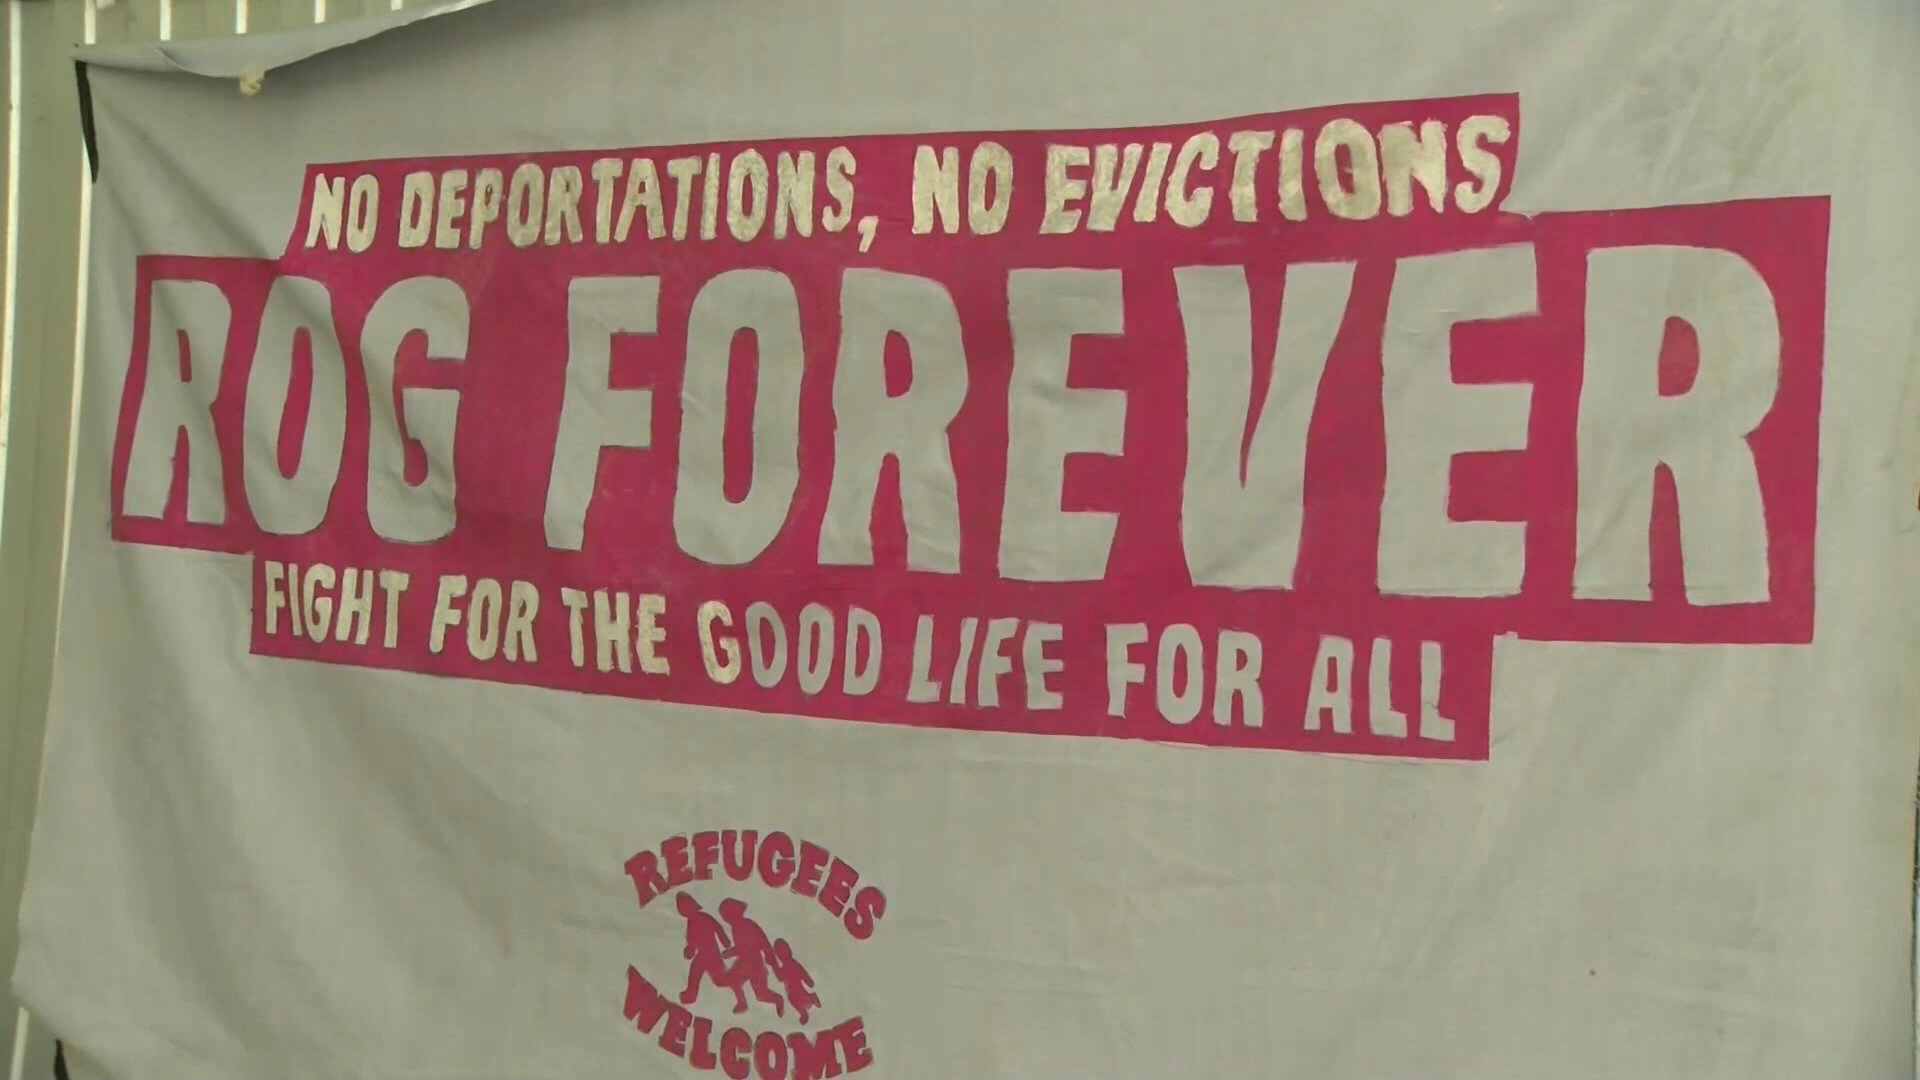 NO DEPORTATIONS, NO EVICTIONS
ROG FOREVER
FIGHT FOR THE GOOD LIFE FOR ALL
REFUGEES
WELCOME